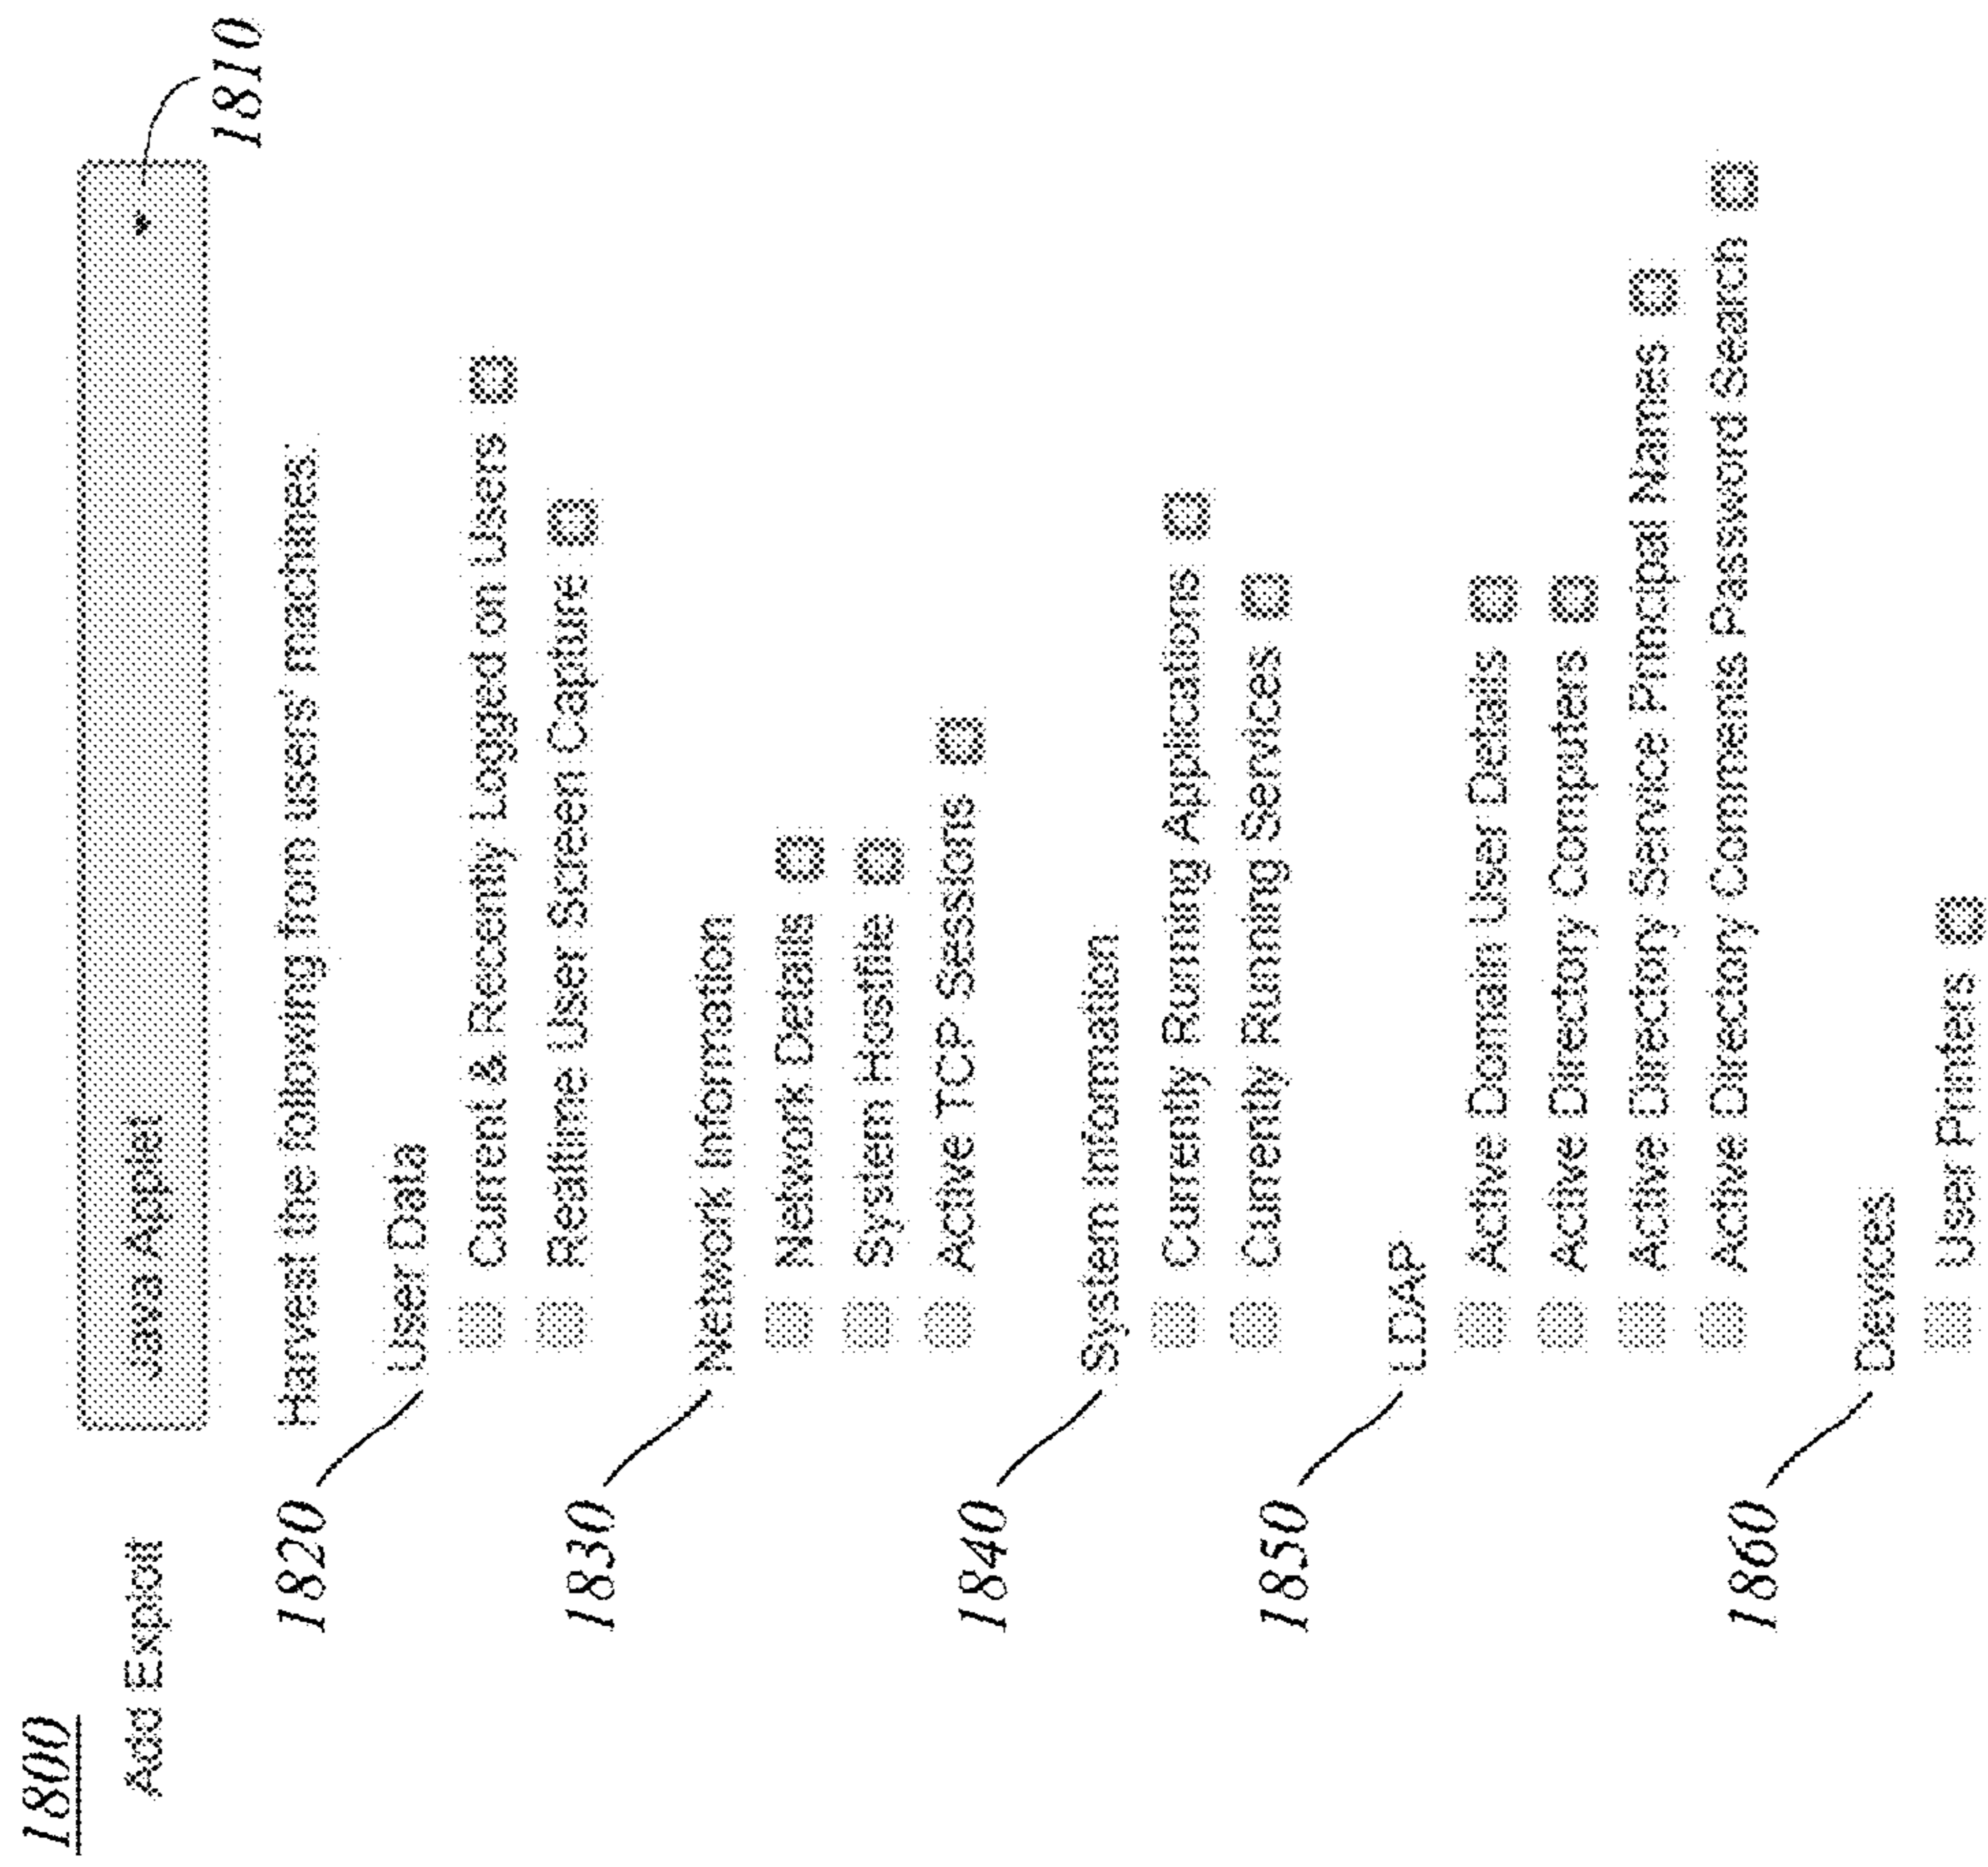 1800
Add Exploit
Java Applet
1810
Harvest the following from users' machines:
1820
User Data
Current & Recently Logged on Users
Realtime User Screen Capture
1830
Network Information
Network Details
System Hostfile
Active TCP Sessions
1840
System Information
Currently Running Applications
Currently Running Services
1850
LDAP
Active Domain User Details
Active Directory Computers
Active Directory Service Principal Names
Active Directory Comments Password Search
1860
Devices
User Printers